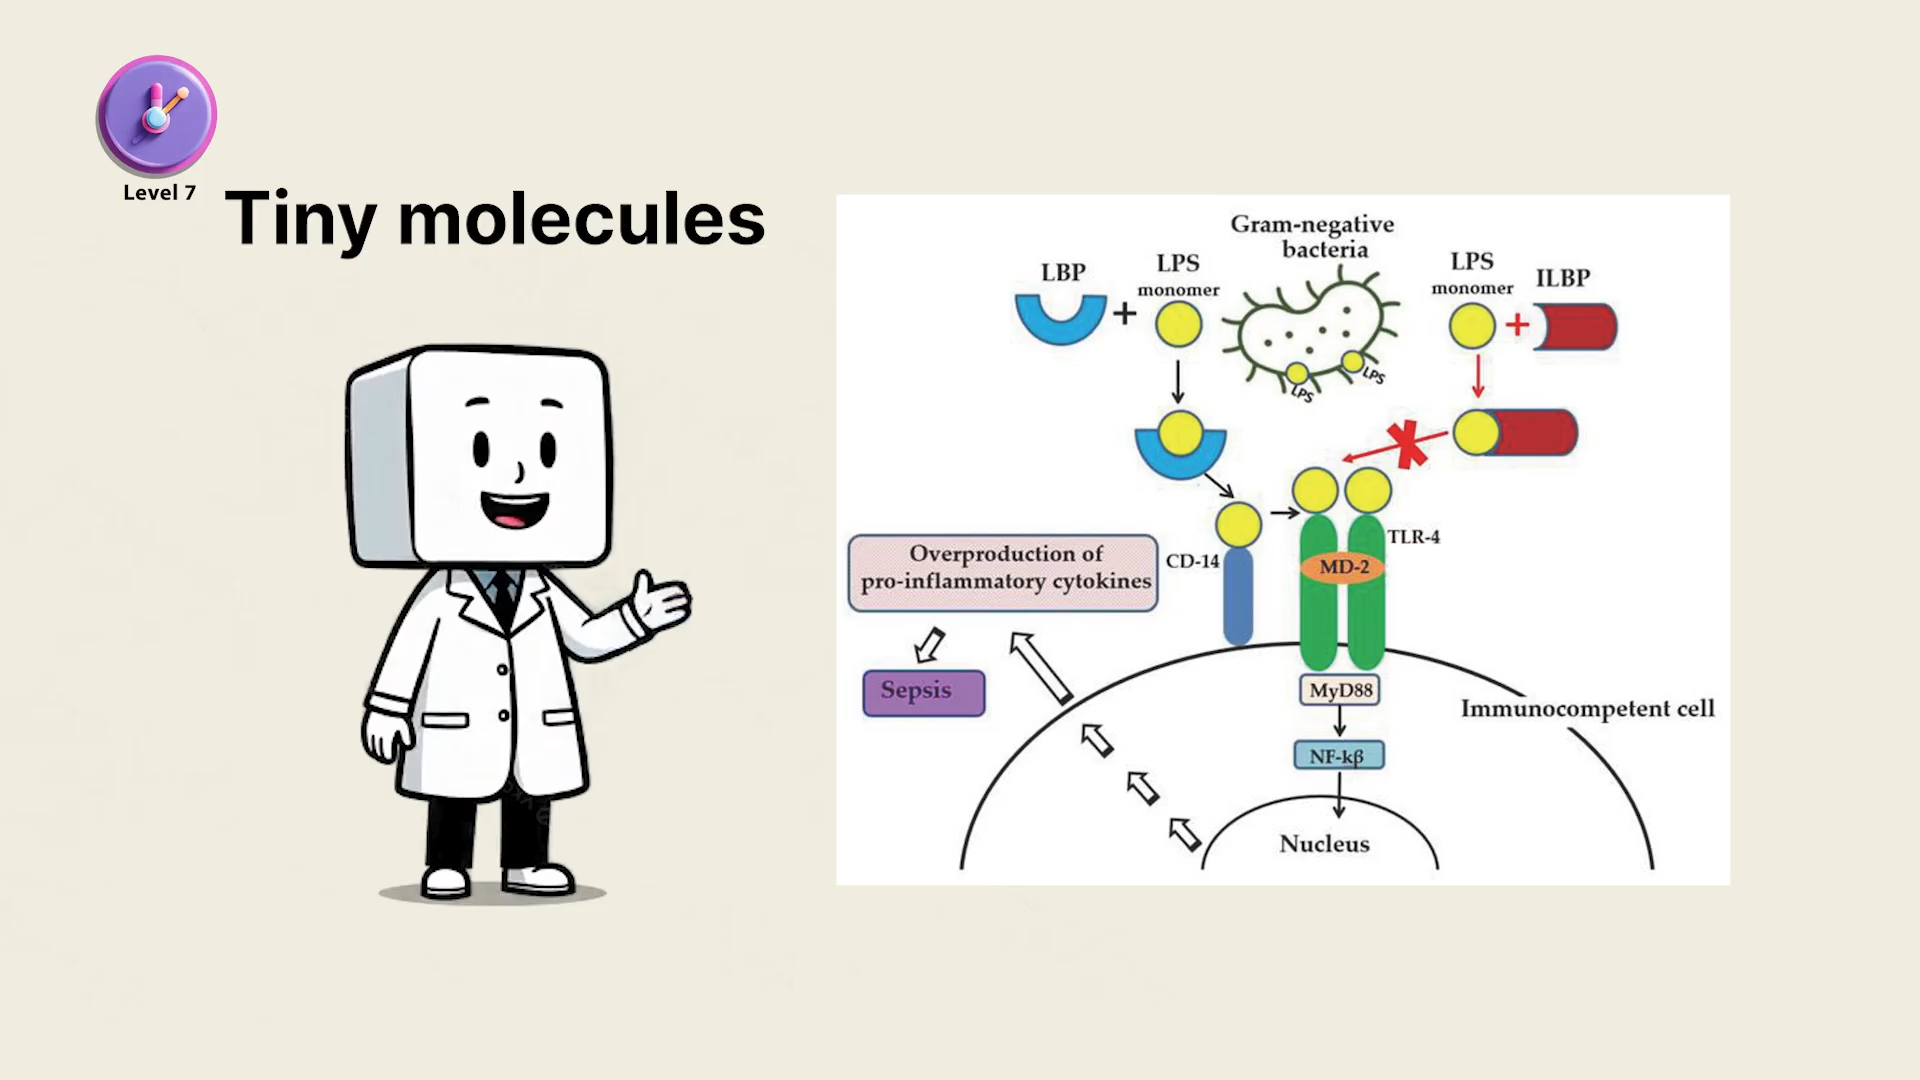 Level 7
Tiny molecules
Gram-negative
bacteria
LBP
LPS
monomer
LPS
monomer
ILBP
+
+
LPS
LPS
TLR-4
CD-14
MD-2
Overproduction of
pro-inflammatory cytokines
Sepsis
MyD88
Immunocompetent cell
NF-kβ
Nucleus